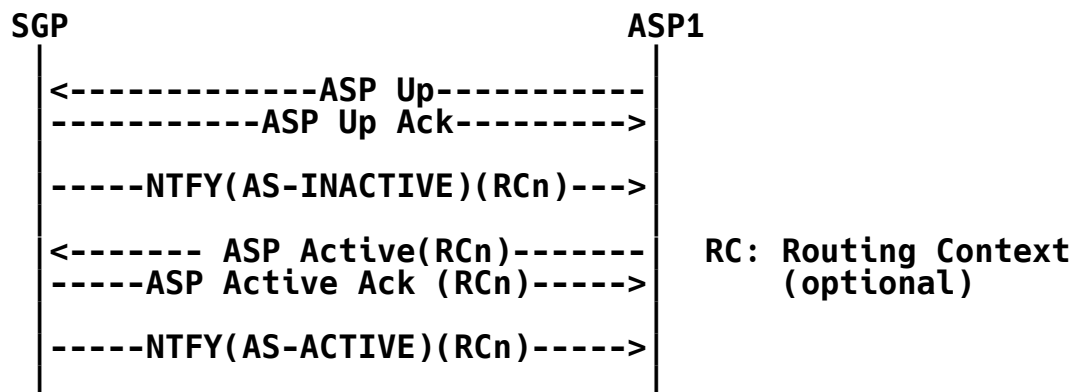 SGP                             ASP1
<-------------ASP Up-----------
-----------ASP Up Ack--------->
-----NTFY(AS-INACTIVE)(RCn)--->
<------- ASP Active(RCn)-------   RC: Routing Context
-----ASP Active Ack (RCn)----->       (optional)
-----NTFY(AS-ACTIVE)(RCn)----->